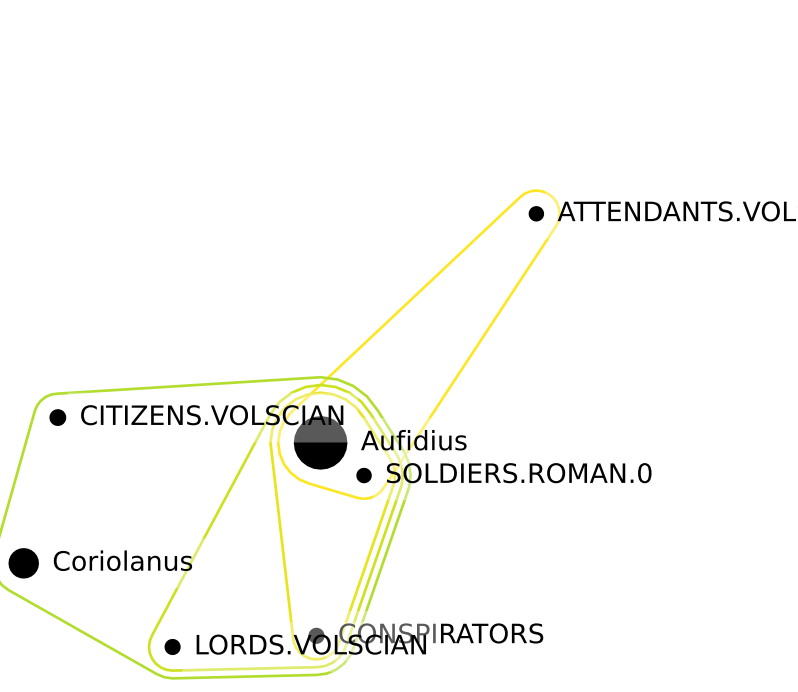 ATTENDANTS.VOL
CITIZENS.VOLSCIAN
Aufidius
SOLDIERS.ROMAN.0
Coriolanus
CONSPIRATORS
LORDS.VOLSCIAN